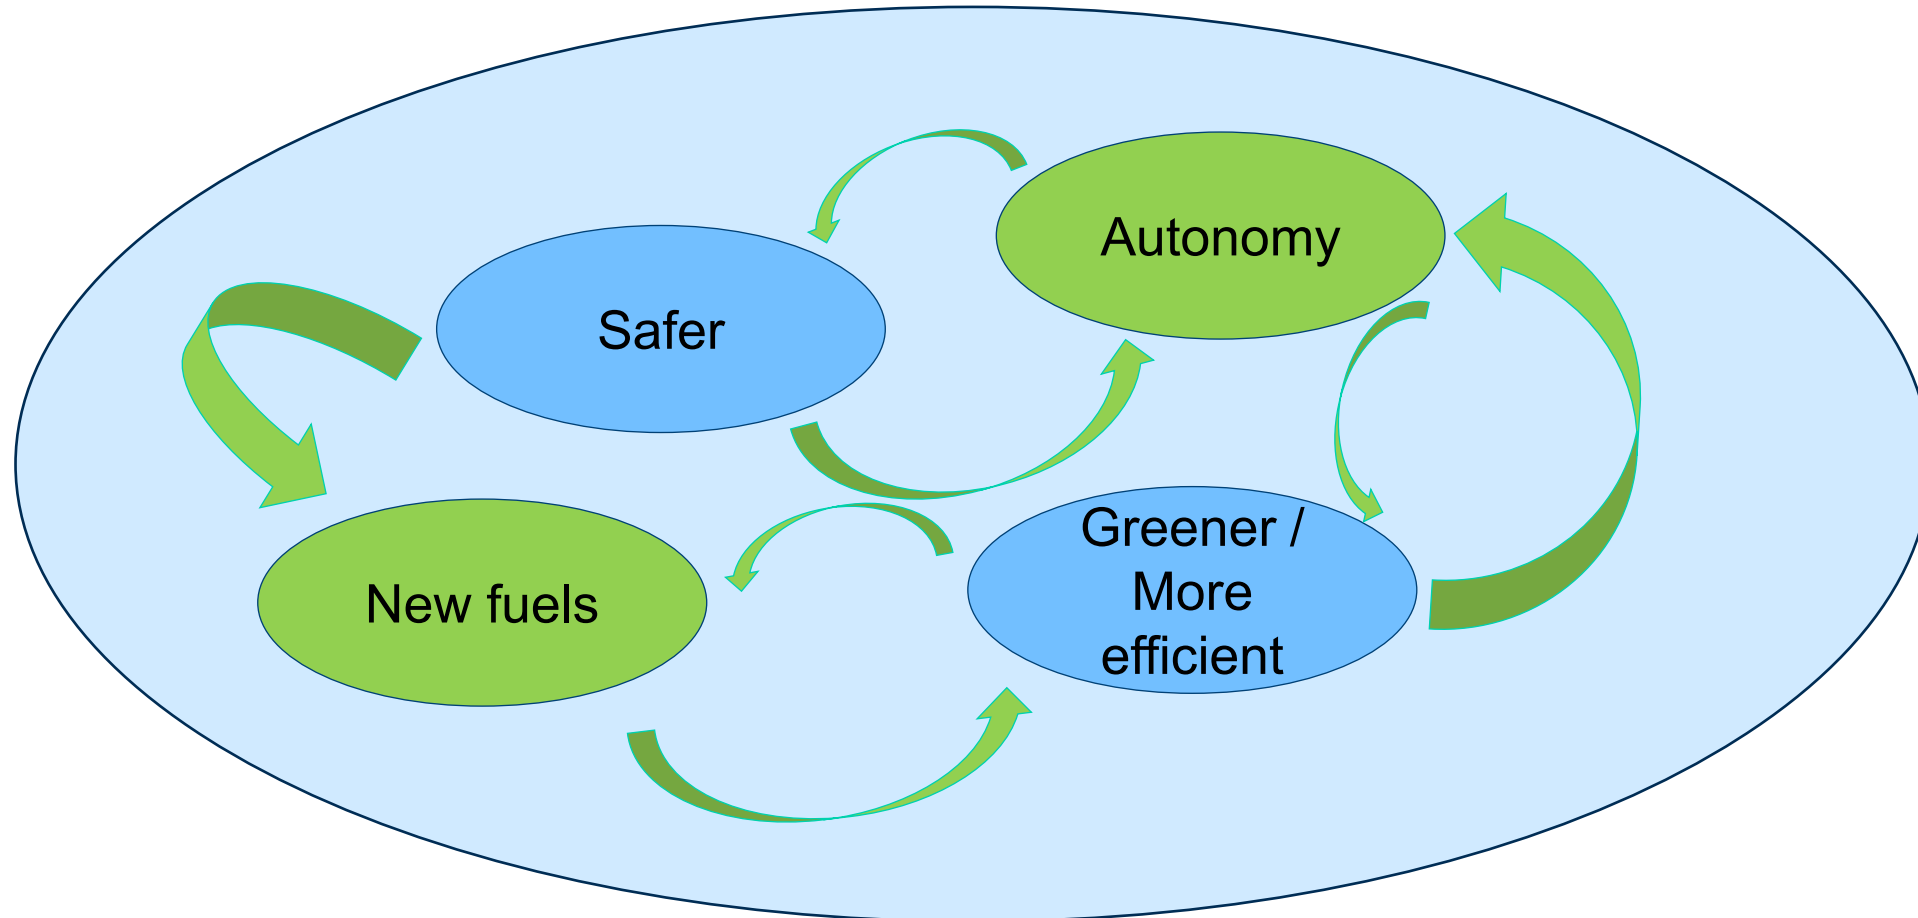 Autonomy
Safer
Greener /
More
efficient
New fuels